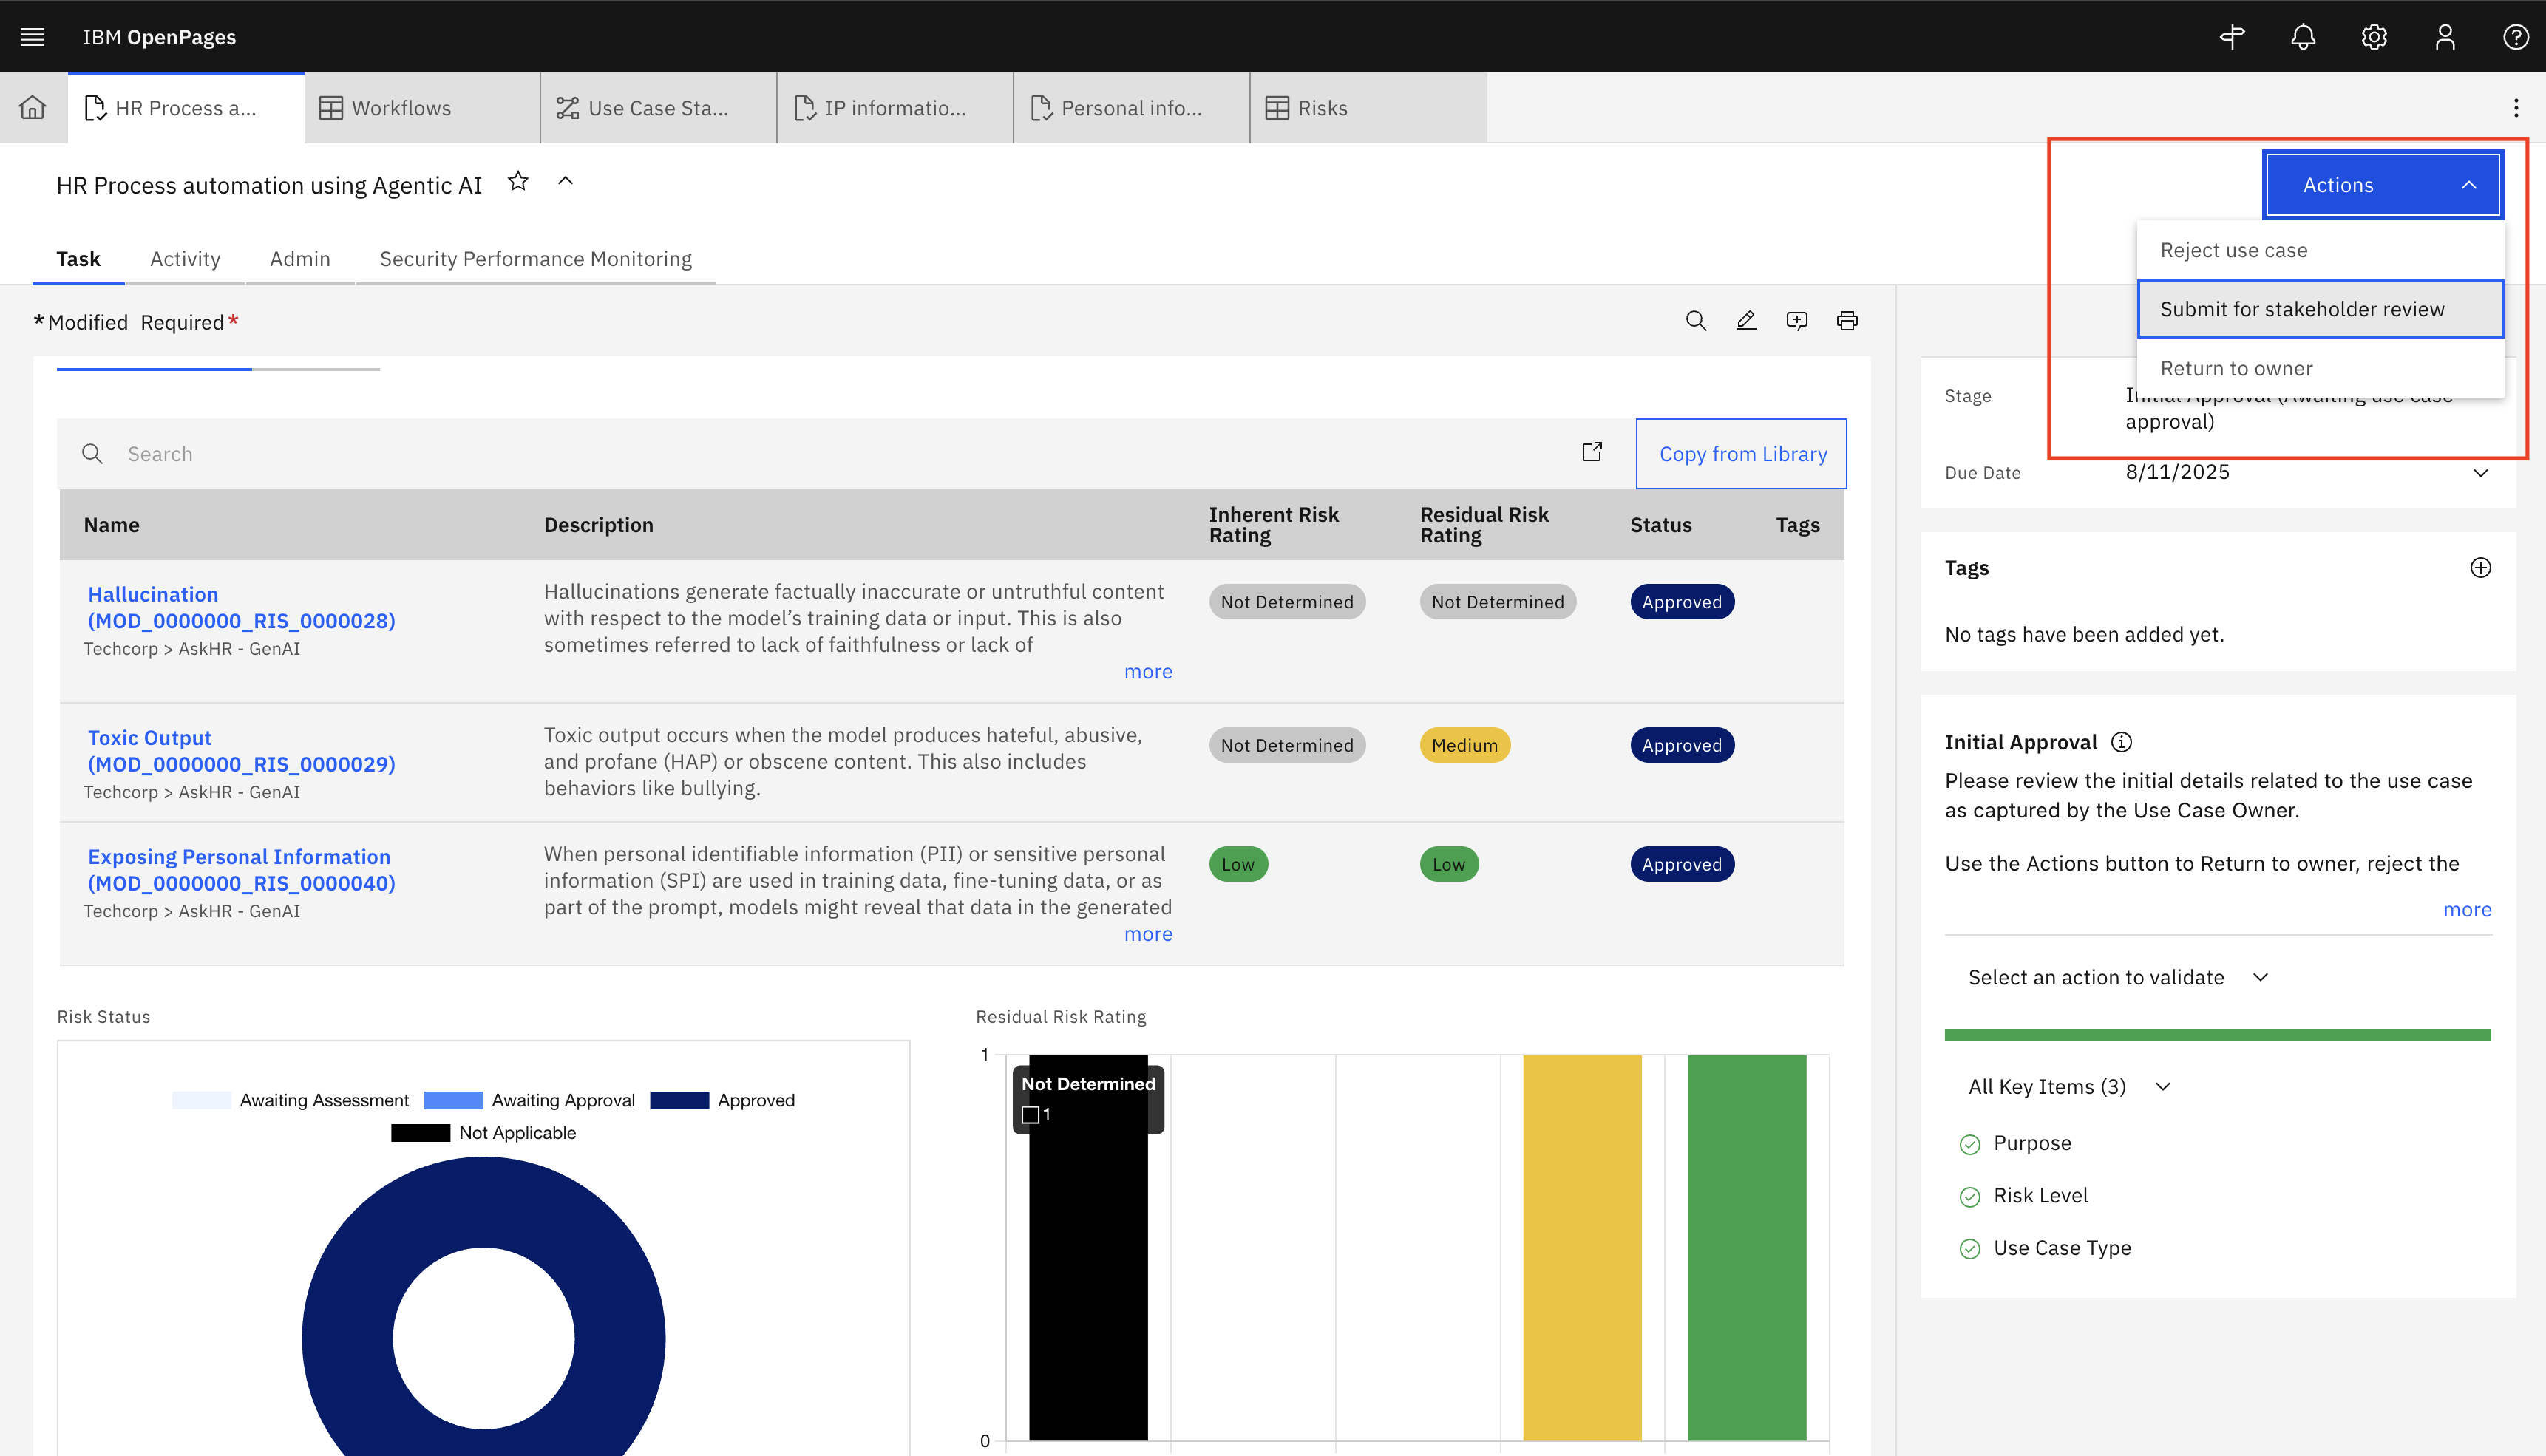 IBM OpenPages
HR Process a...
Workflows
Use Case Sta...
IP informatio...
Personal info...
Risks
HR Process automation using Agentic AI
Actions
Reject use case
Submit for stakeholder review
Return to owner
Task
Activity
Admin
Security Performance Monitoring
*Modified Required*
Stage
Initial Approval (Awaiting use case
approval)
Due Date
8/11/2025
Search
Copy from Library
Name
Description
Inherent Risk
Rating
Residual Risk
Rating
Status
Tags
Hallucination
(MOD_0000000_RIS_0000028)
Techcorp > AskHR - GenAI
Hallucinations generate factually inaccurate or untruthful content
with respect to the model’s training data or input. This is also
sometimes referred to lack of faithfulness or lack of
more
Not Determined
Not Determined
Approved
Toxic Output
(MOD_0000000_RIS_0000029)
Techcorp > AskHR - GenAI
Toxic output occurs when the model produces hateful, abusive,
and profane (HAP) or obscene content. This also includes
behaviors like bullying.
Not Determined
Medium
Approved
Exposing Personal Information
(MOD_0000000_RIS_0000040)
Techcorp > AskHR - GenAI
When personal identifiable information (PII) or sensitive personal
information (SPI) are used in training data, fine-tuning data, or as
part of the prompt, models might reveal that data in the generated
more
Low
Low
Approved
Risk Status
Awaiting Assessment
Awaiting Approval
Approved
Not Applicable
Residual Risk Rating
1
Not Determined
1
0
Tags
No tags have been added yet.
Initial Approval
Please review the initial details related to the use case
as captured by the Use Case Owner.
Use the Actions button to Return to owner, reject the
more
Select an action to validate
All Key Items (3)
Purpose
Risk Level
Use Case Type